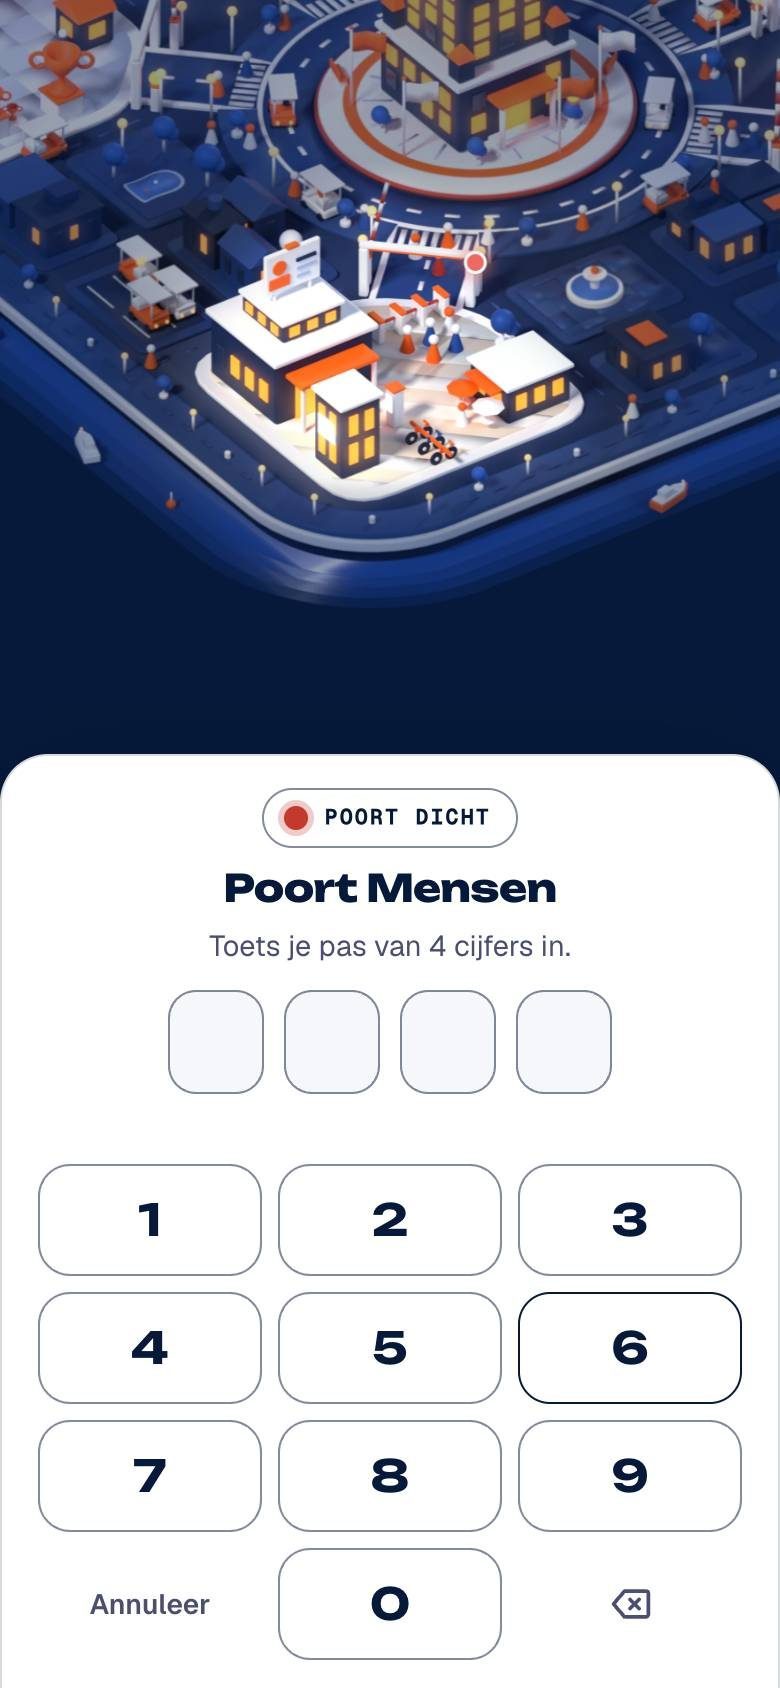 POORT DICHT
Poort Mensen
Toets je pas van 4 cijfers in.
1 2 3
4 5 6
7 8 9
Annuleer 0